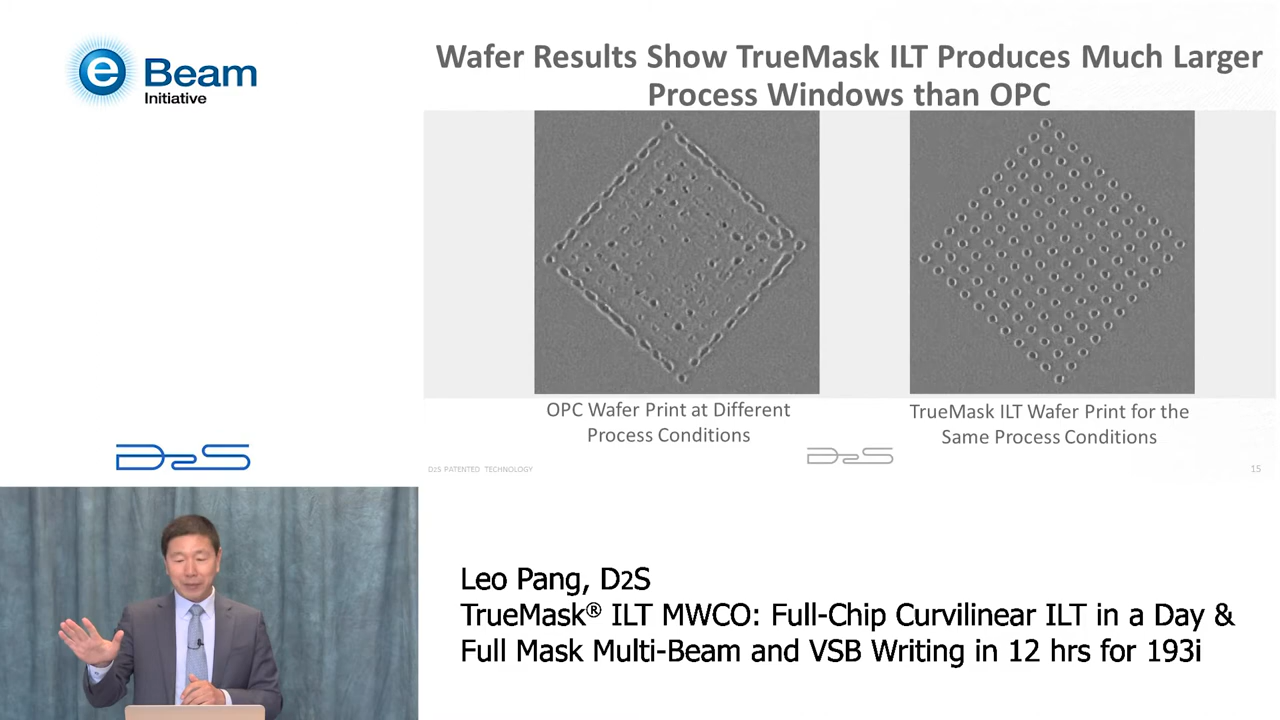 e Beam
Initiative
Wafer Results Show TrueMask ILT Produces Much Larger
Process Windows than OPC
OPC Wafer Print at Different
Process Conditions
TrueMask ILT Wafer Print for the
Same Process Conditions
D2S
D2S PATENTED TECHNOLOGY
D2S
15
Leo Pang, D2S
TrueMask® ILT MWCO: Full-Chip Curvilinear ILT in a Day &
Full Mask Multi-Beam and VSB Writing in 12 hrs for 193i